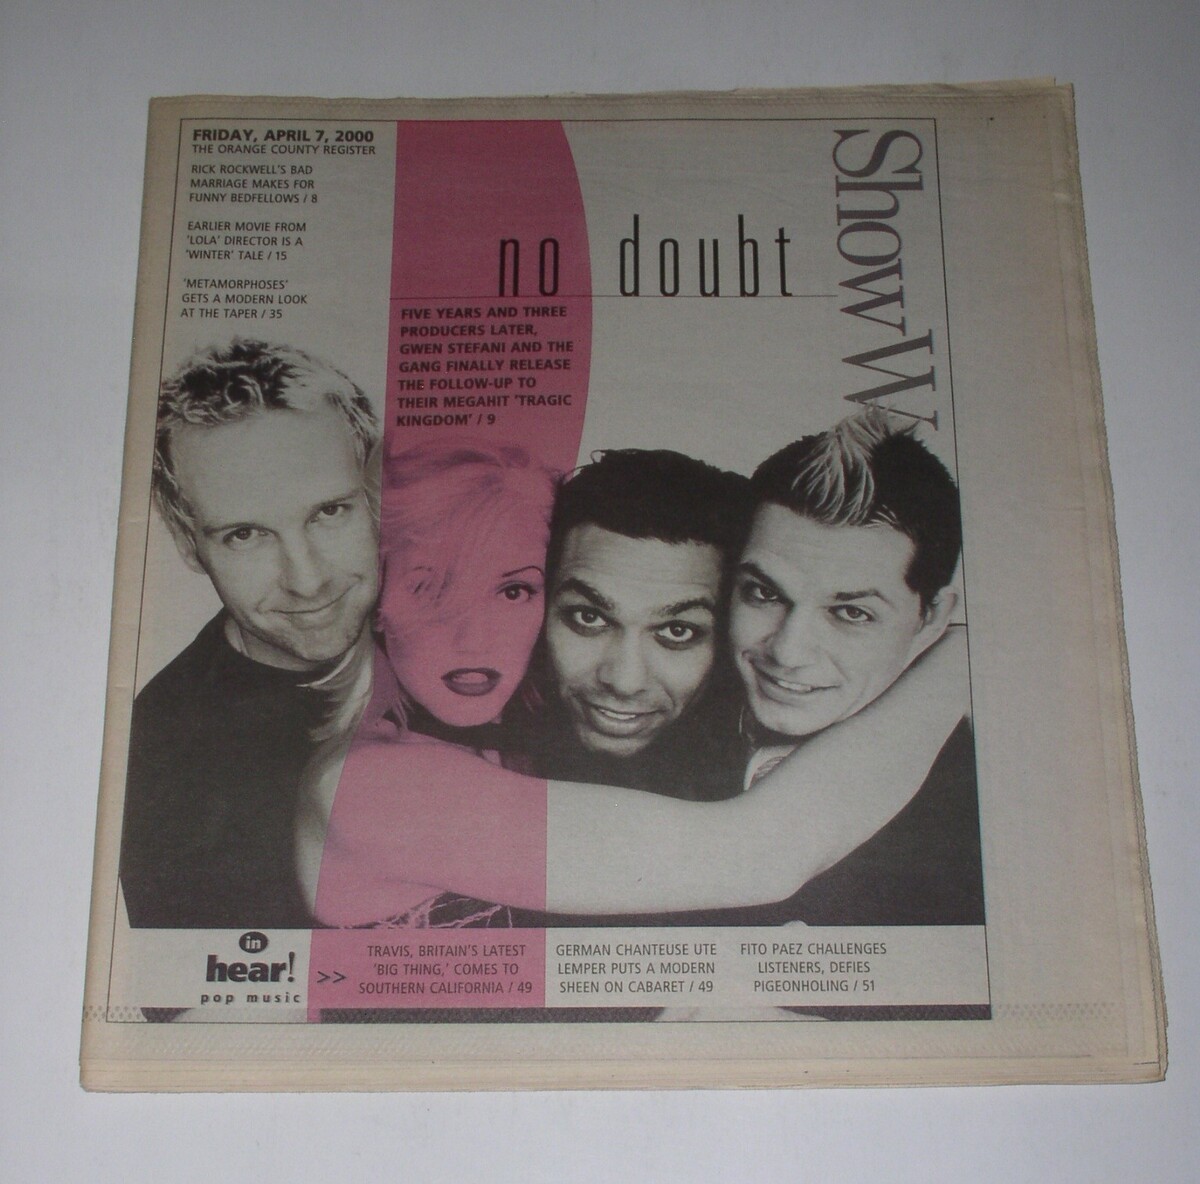 FRIDAY, APRIL 7, 2000
THE ORANGE COUNTY REGISTER
RICK ROCKWELL'S BAD
MARRIAGE MAKES FOR
FUNNY BEDFELLOWS / 8
EARLIER MOVIE FROM
'LOLA' DIRECTOR IS A
'WINTER' TALE / 15
'METAMORPHOSES'
GETS A MODERN LOOK
AT THE TAPER / 35
Show
no doubt
FIVE YEARS AND THREE
PRODUCERS LATER,
GWEN STEFANI AND THE
GANG FINALLY RELEASE
THE FOLLOW-UP TO
THEIR MEGAHIT 'TRAGIC
KINGDOM' / 9
in
hear!
pop music
>>
TRAVIS, BRITAIN'S LATEST
'BIG THING,' COMES TO
SOUTHERN CALIFORNIA / 49
GERMAN CHANTEUSE UTE
LEMPER PUTS A MODERN
SHEEN ON CABARET / 49
FITO PAEZ CHALLENGES
LISTENERS, DEFIES
PIGEONHOLING / 51